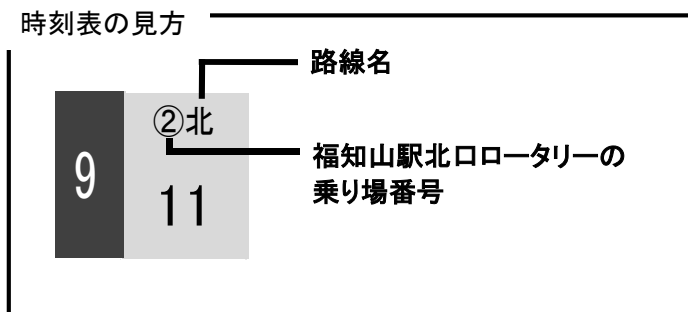 時刻表の見方
路線名
②北
9
11
福知山駅北口ロータリーの
乗り場番号